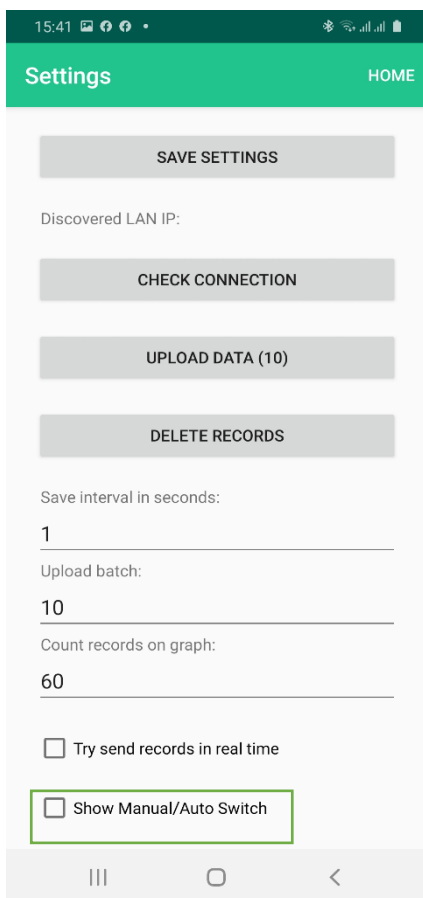 15:41
Settings
HOME
SAVE SETTINGS
Discovered LAN IP:
CHECK CONNECTION
UPLOAD DATA (10)
DELETE RECORDS
Save interval in seconds:
1
Upload batch:
10
Count records on graph:
60
Try send records in real time
Show Manual/Auto Switch